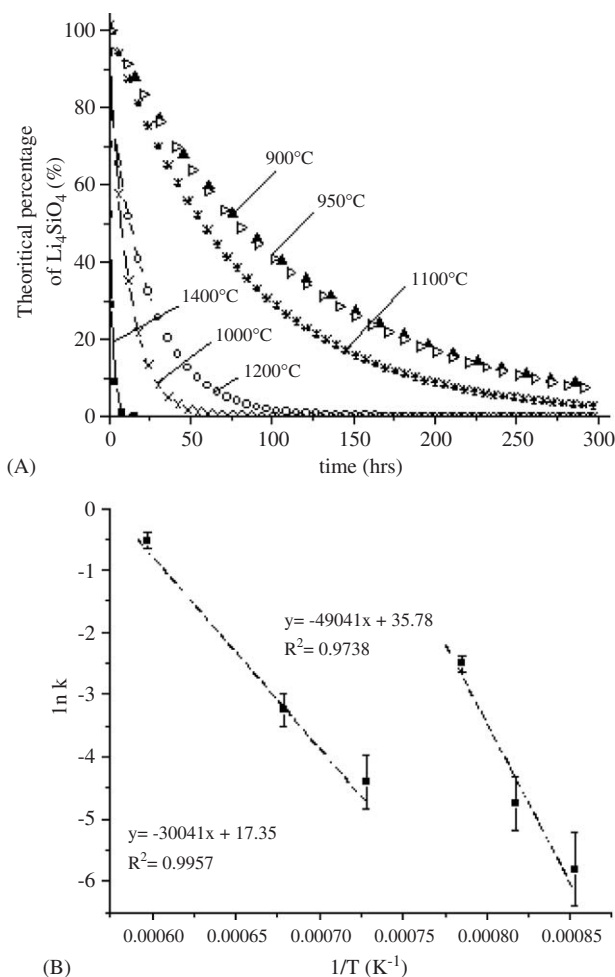 100
80
60
40
20
0
Theoritical percentage
of Li₄SiO₄ (%)
900°C
950°C
1100°C
1400°C
1000°C
1200°C
0 50 100 150 200 250 300
(A) time (hrs)
0
-1
-2
-3
-4
-5
-6
ln k
y= -49041x + 35.78
R² = 0.9738
y= -30041x + 17.35
R² = 0.9957
0.00060 0.00065 0.00070 0.00075 0.00080 0.00085
(B) 1/T (K⁻¹)